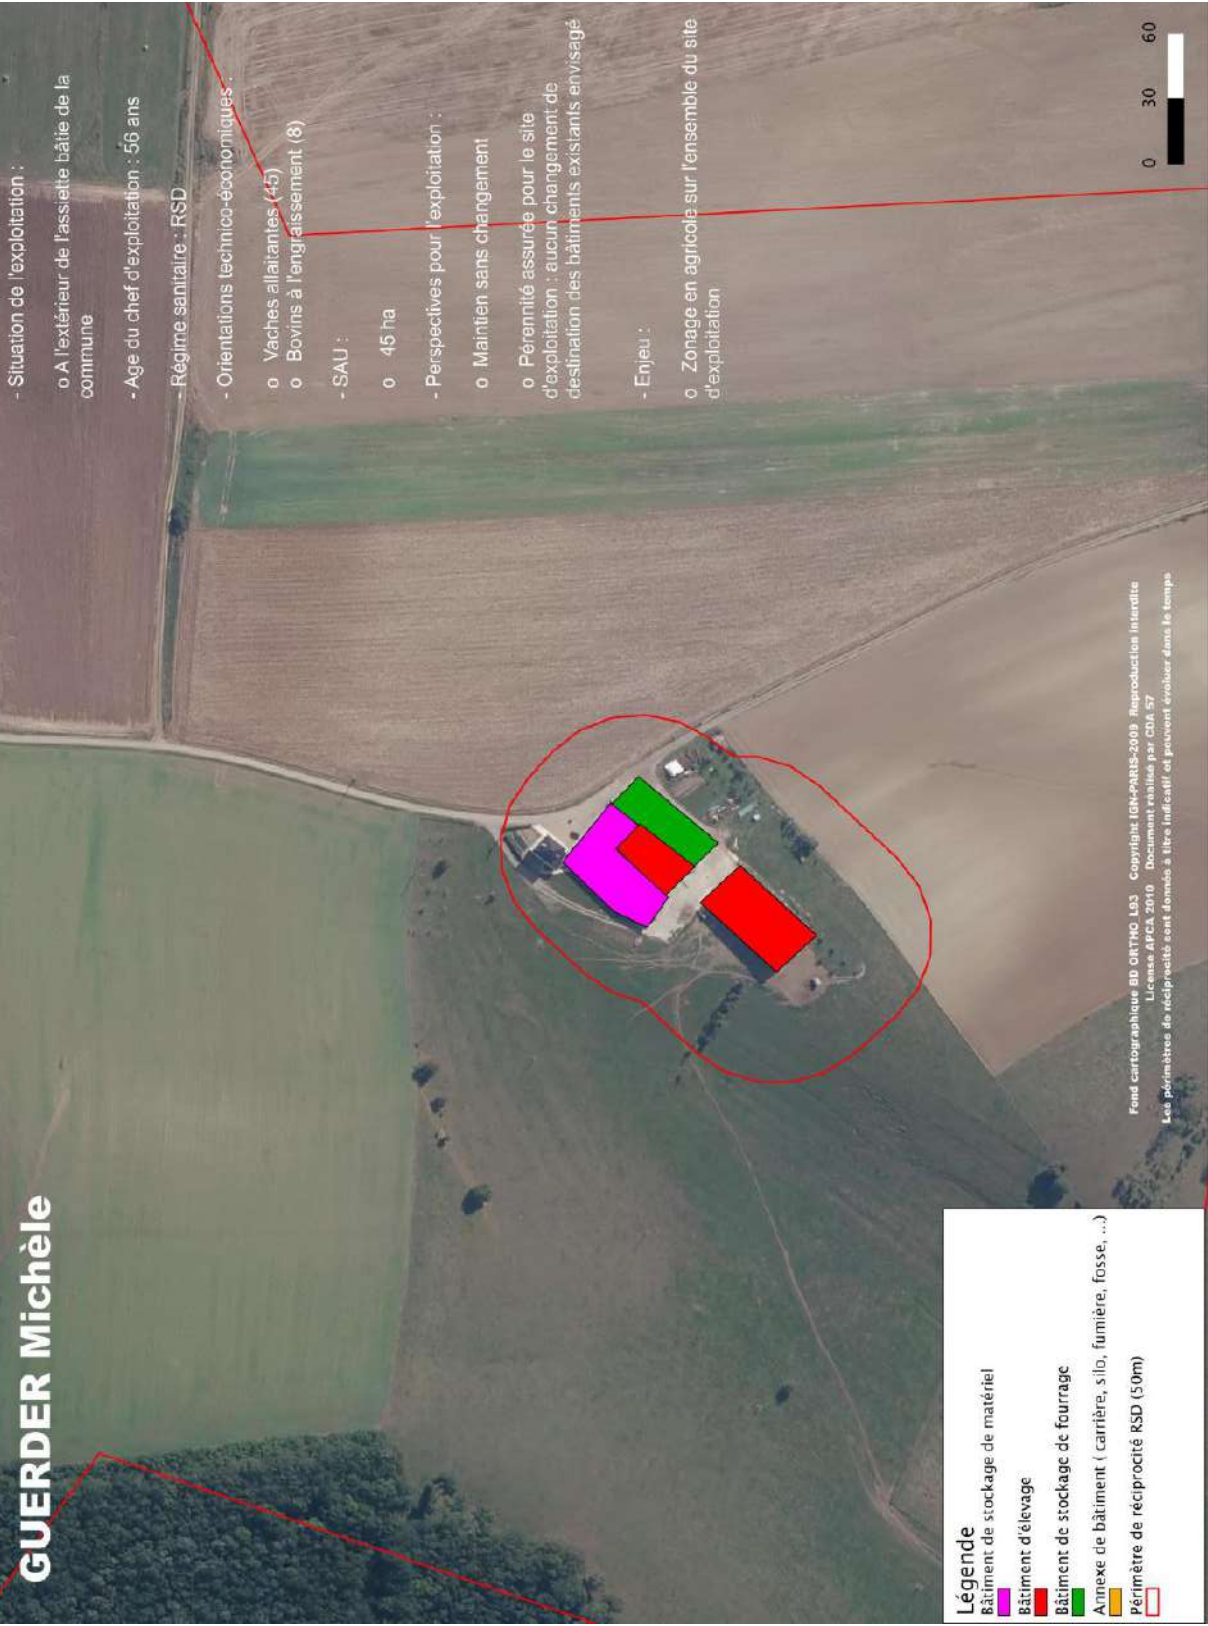 GUERDER Michèle
- Situation de l'exploitation :
o A l'extérieur de l'assiette bâtie de la
commune
- Age du chef d'exploitation : 56 ans
- Régime sanitaire : RSD
- Orientations technico-économiques :
o Vaches allaitantes (45)
o Bovins à l'engraissement (8)
- SAU :
o 45 ha
- Perspectives pour l'exploitation :
o Maintien sans changement
o Pérennité assurée pour le site
d'exploitation : aucun changement de
destination des bâtiments existants envisagé
- Enjeu :
o Zonage en agricole sur l'ensemble du site
d'exploitation
Légende
Bâtiment de stockage de matériel
Bâtiment d'élevage
Bâtiment de stockage de fourrage
Annexe de bâtiment ( carrière, silo, fumière, fosse, ...)
Périmètre de réciprocité RSD (50m)
Fond cartographique BD ORTHO_L93 Copyright IGN-PARIS-2009 Reproduction interdite
License APCA 2010 Document réalisé par CDA 57
Les périmètres de réciprocité sont donnés à titre indicatif et peuvent évoluer dans le temps
0 30 60